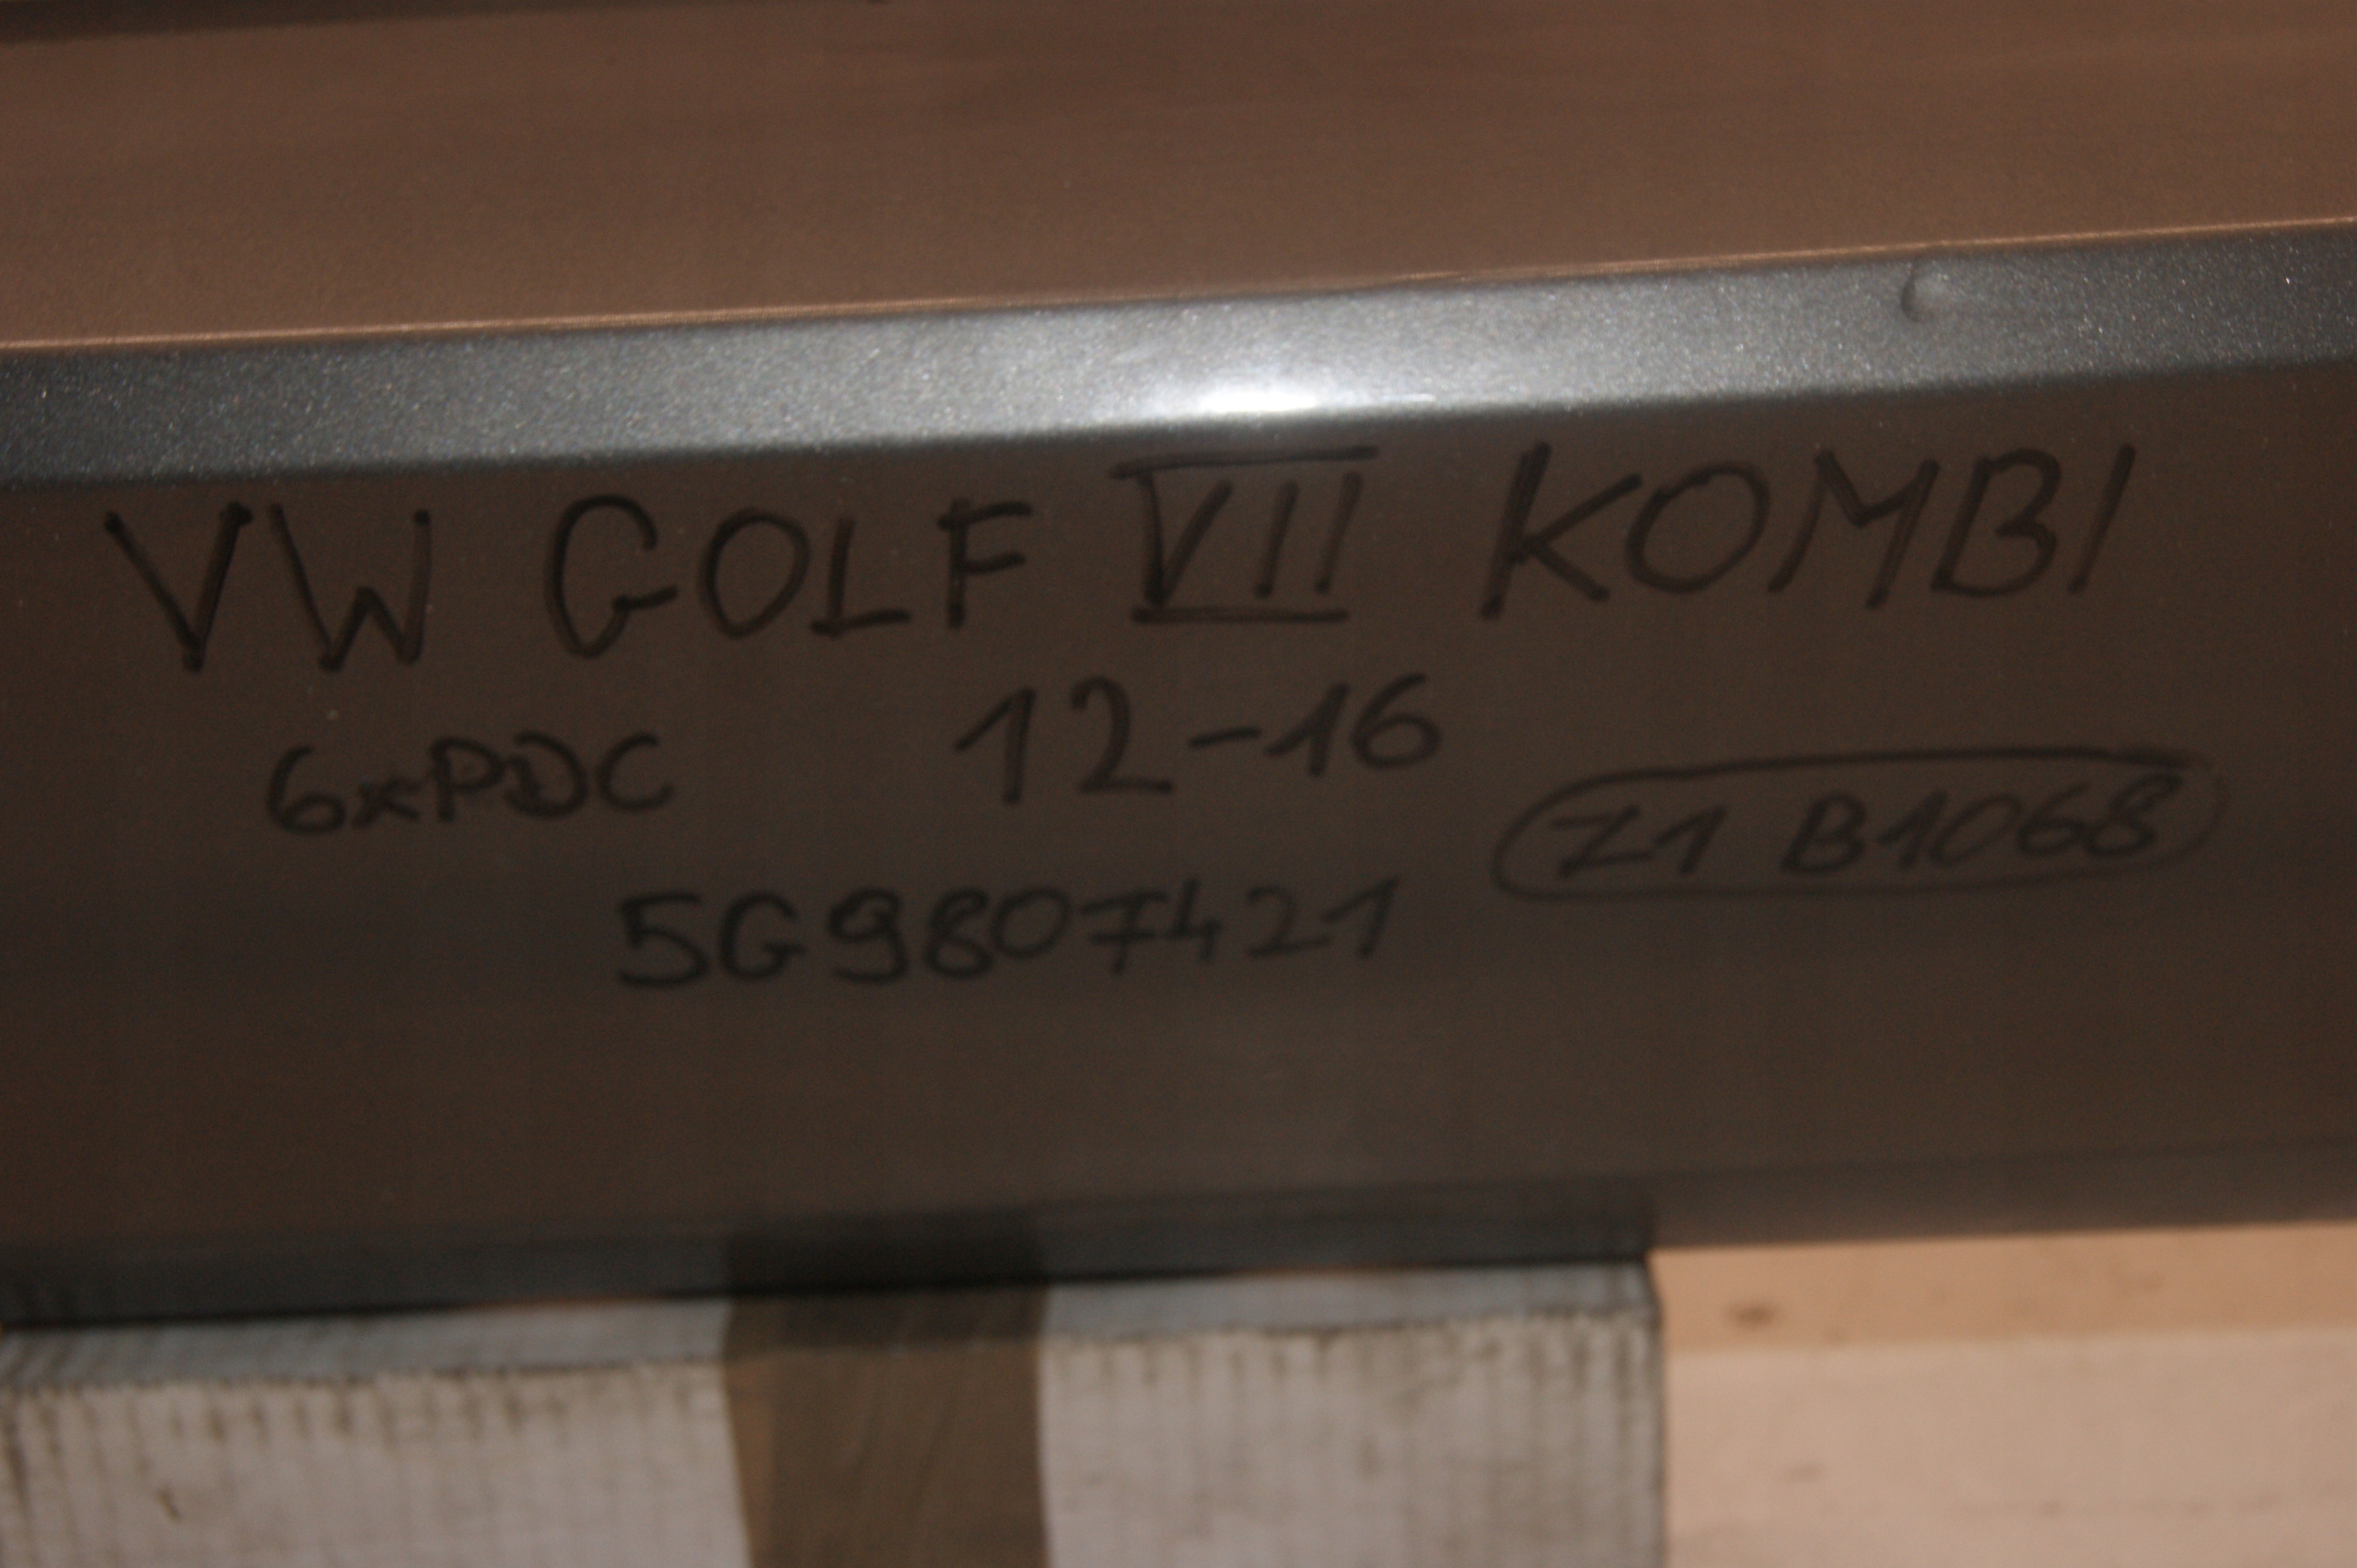 VW GOLF VII KOMBI
6xPDC 12-16
Z1 B1068
5G9807421